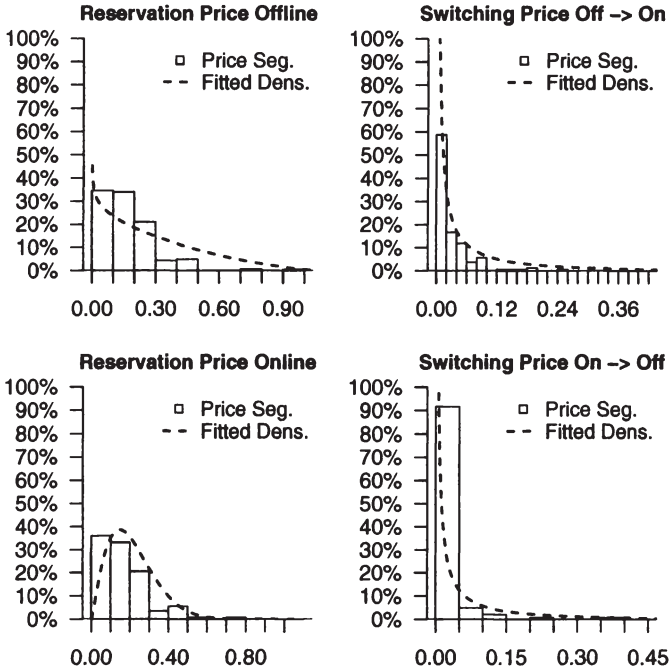 Reservation Price Offline
100%
90%
80%
70%
60%
50%
40%
30%
20%
10%
0%
Price Seg.
Fitted Dens.
0.00 0.30 0.60 0.90
Switching Price Off -> On
100%
90%
80%
70%
60%
50%
40%
30%
20%
10%
0%
Price Seg.
Fitted Dens.
0.00 0.12 0.24 0.36
Reservation Price Online
100%
90%
80%
70%
60%
50%
40%
30%
20%
10%
0%
Price Seg.
Fitted Dens.
0.00 0.40 0.80
Switching Price On -> Off
100%
90%
80%
70%
60%
50%
40%
30%
20%
10%
0%
Price Seg.
Fitted Dens.
0.00 0.15 0.30 0.45